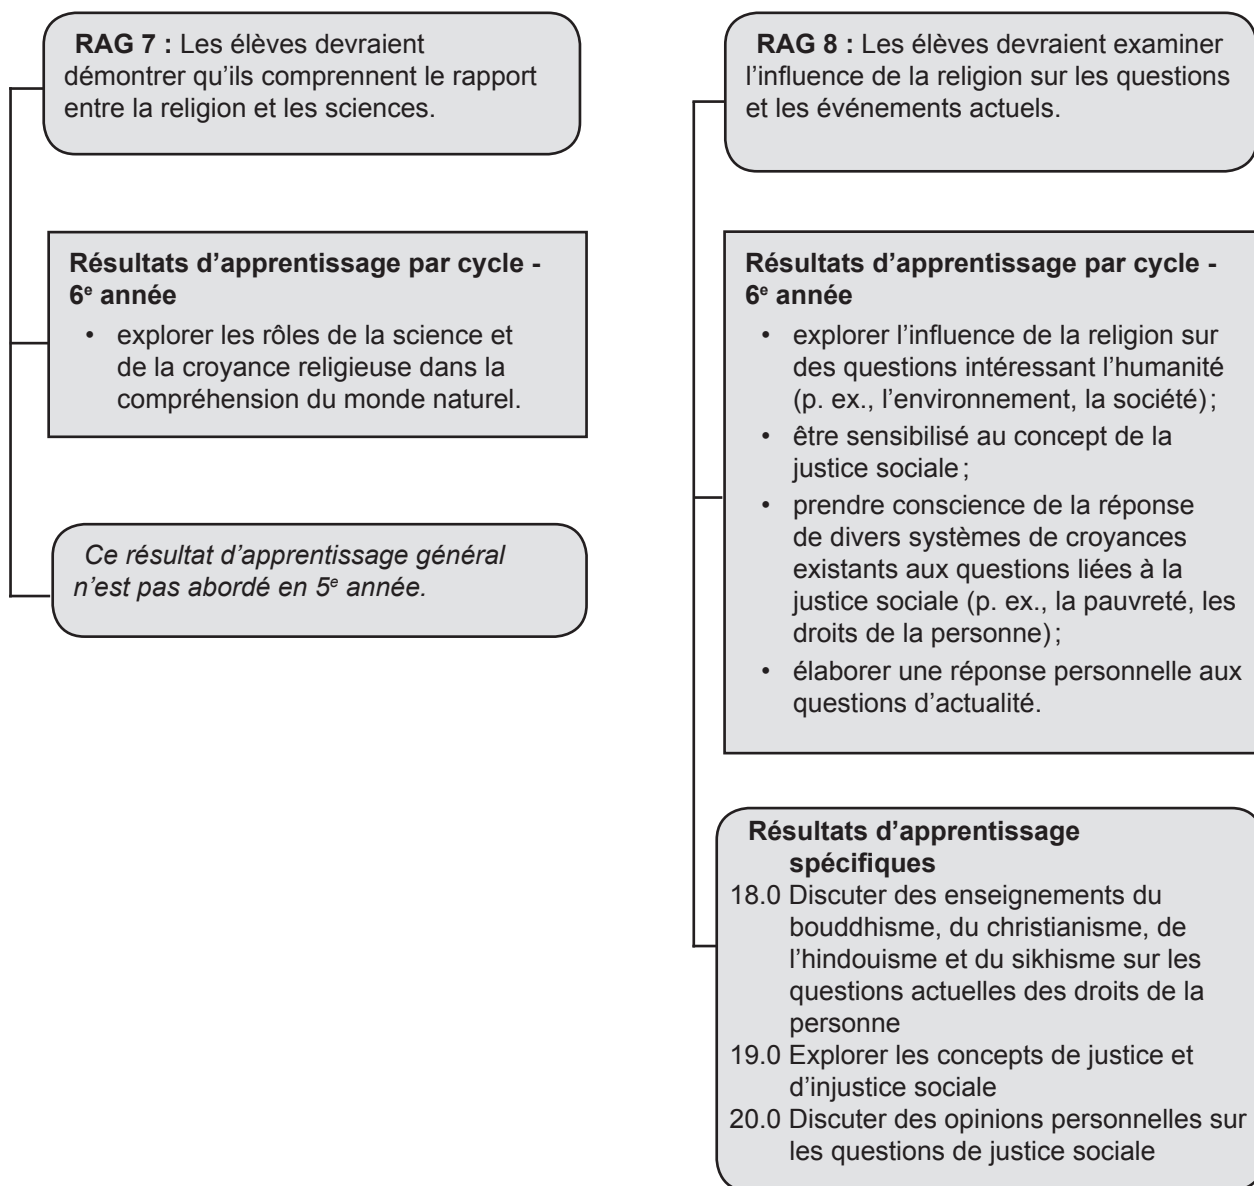 RAG 7 : Les élèves devraient
démontrer qu’ils comprennent le rapport
entre la religion et les sciences.
Résultats d’apprentissage par cycle -
6e année
• explorer les rôles de la science et
de la croyance religieuse dans la
compréhension du monde naturel.
Ce résultat d’apprentissage général
n’est pas abordé en 5e année.
RAG 8 : Les élèves devraient examiner
l’influence de la religion sur les questions
et les événements actuels.
Résultats d’apprentissage par cycle -
6e année
• explorer l’influence de la religion sur
des questions intéressant l’humanité
(p. ex., l’environnement, la société) ;
• être sensibilisé au concept de la
justice sociale ;
• prendre conscience de la réponse
de divers systèmes de croyances
existants aux questions liées à la
justice sociale (p. ex., la pauvreté, les
droits de la personne) ;
• élaborer une réponse personnelle aux
questions d’actualité.
Résultats d’apprentissage
spécifiques
18.0 Discuter des enseignements du
bouddhisme, du christianisme, de
l’hindouisme et du sikhisme sur les
questions actuelles des droits de la
personne
19.0 Explorer les concepts de justice et
d’injustice sociale
20.0 Discuter des opinions personnelles sur
les questions de justice sociale